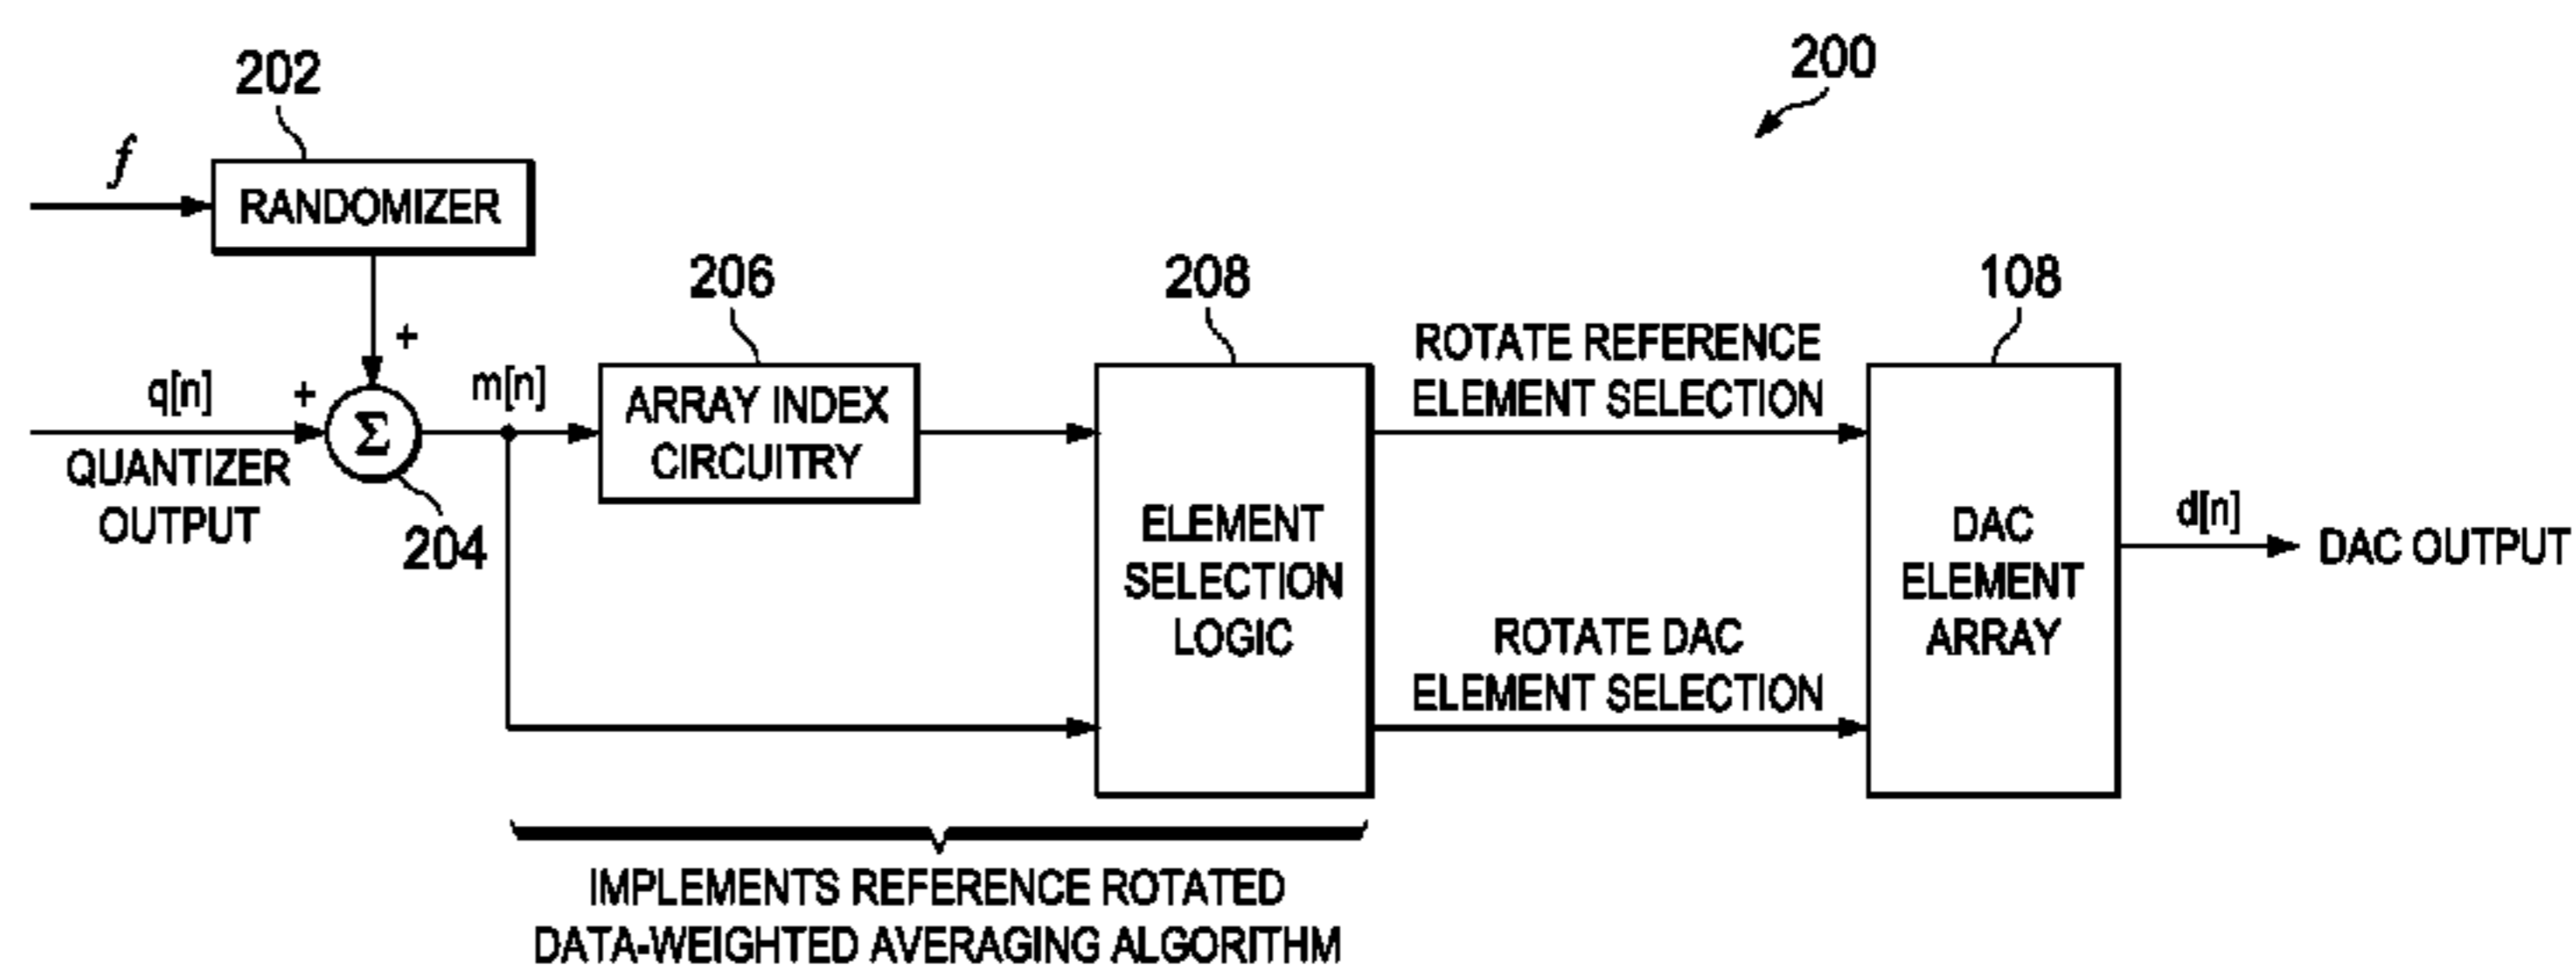 200
202
f
RANDOMIZER
206
208
108
+
q[n]
+
Σ
m[n]
QUANTIZER
OUTPUT
204
ARRAY INDEX
CIRCUITRY
ELEMENT
SELECTION
LOGIC
ROTATE REFERENCE
ELEMENT SELECTION
ROTATE DAC
ELEMENT SELECTION
DAC
ELEMENT
ARRAY
d[n]
DAC OUTPUT
IMPLEMENTS REFERENCE ROTATED
DATA-WEIGHTED AVERAGING ALGORITHM